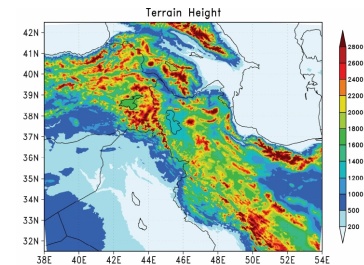 Terrain Height
42N
41N
40N
39N
38N
37N
36N
35N
34N
33N
32N
38E 40E 42E 44E 46E 48E 50E 52E 54E
2800
2600
2400
2200
2000
1800
1600
1400
1200
1000
500
200